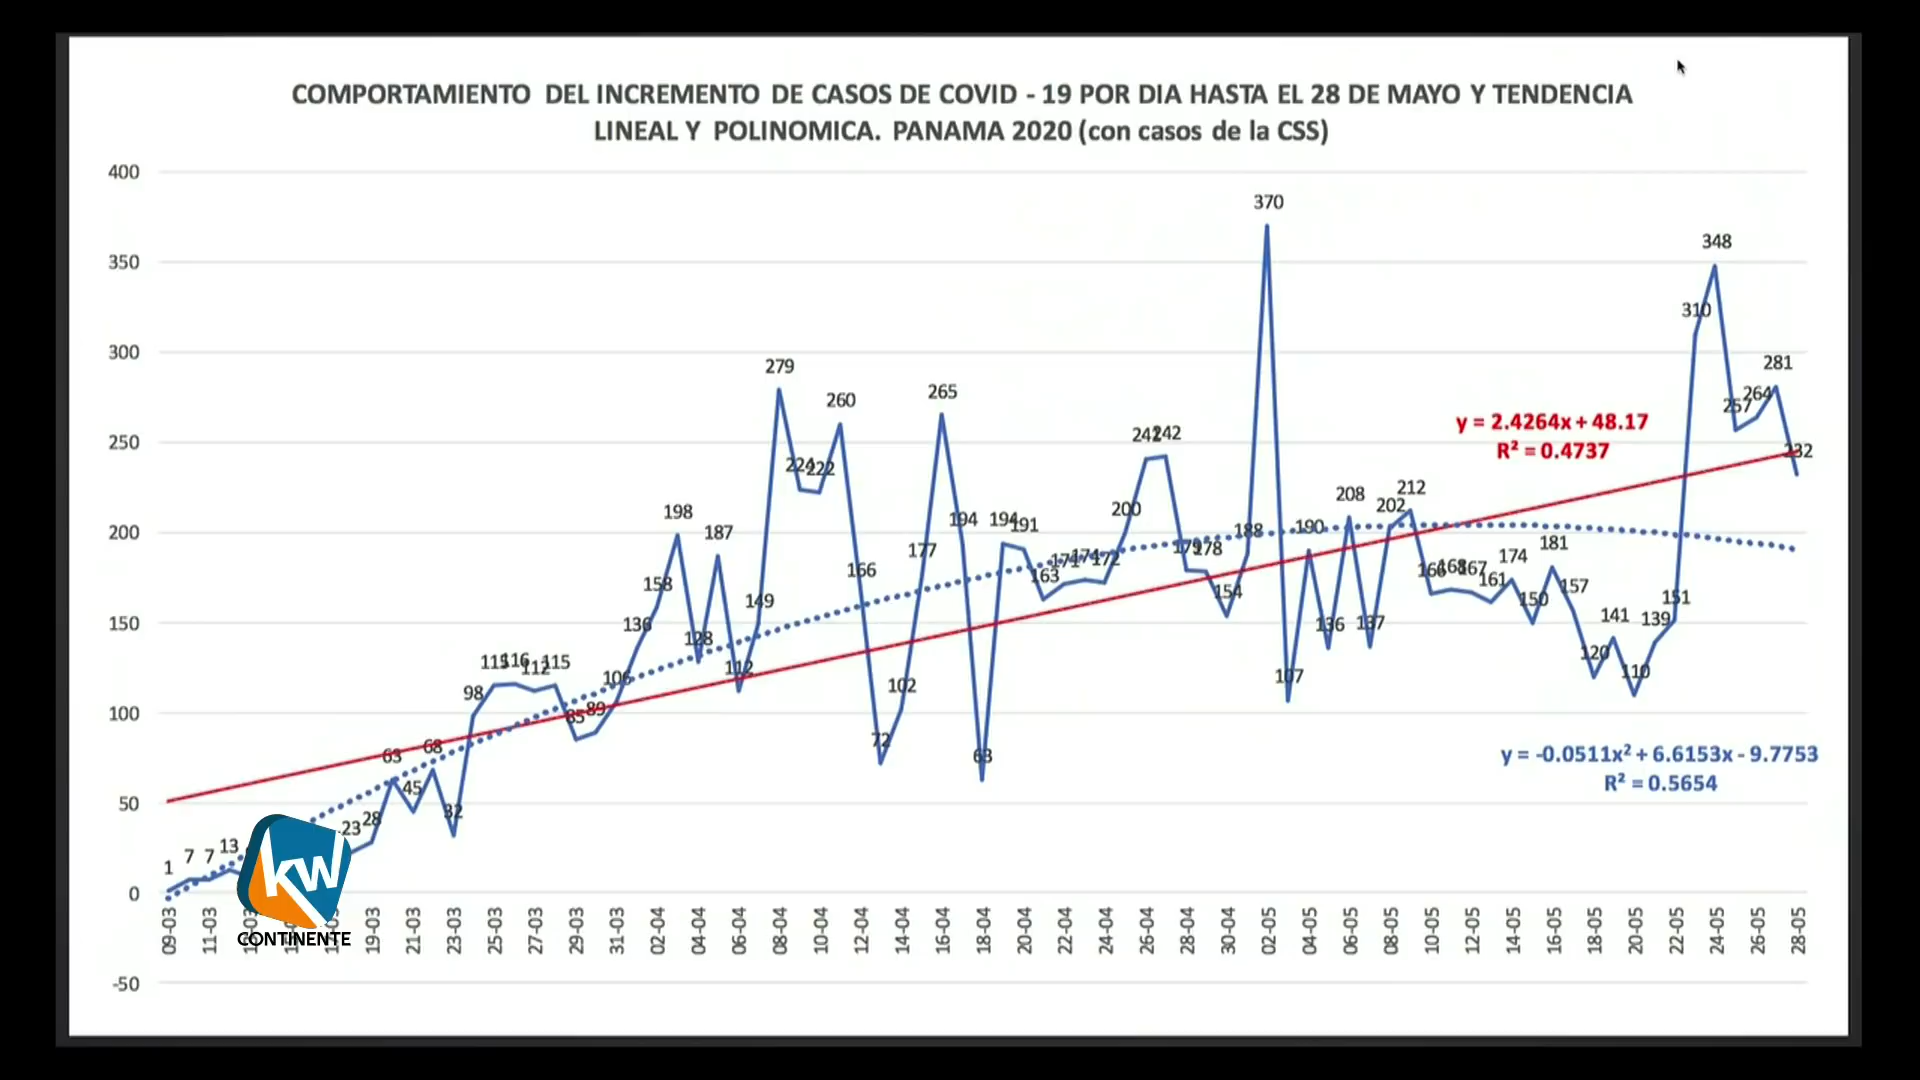 COMPORTAMIENTO DEL INCREMENTO DE CASOS DE COVID - 19 POR DIA HASTA EL 28 DE MAYO Y TENDENCIA
LINEAL Y POLINOMICA. PANAMA 2020 (con casos de la CSS)
400
350
300
250
200
150
100
50
0
-50
1 7 7 13 23 28 63 45 68 32 98 115 116 112 115 85 89 106 136 158 198 128 187 112 149 279 224 222 260 166 72 102 177 265 194 63 194 191 163 171 174 172 200 241 242 179 178 154 188 370 107 190 136 208 137 202 212 166 168 167 161 174 150 181 157 120 141 110 139 151 310 348 257 264 281 232
y = 2.4264x + 48.17
R² = 0.4737
y = -0.0511x² + 6.6153x - 9.7753
R² = 0.5654
09-03 11-03 19-03 21-03 23-03 25-03 27-03 29-03 31-03 02-04 04-04 06-04 08-04 10-04 12-04 14-04 16-04 18-04 20-04 22-04 24-04 26-04 28-04 30-04 02-05 04-05 06-05 08-05 10-05 12-05 14-05 16-05 18-05 20-05 22-05 24-05 26-05 28-05
kw
CONTINENTE